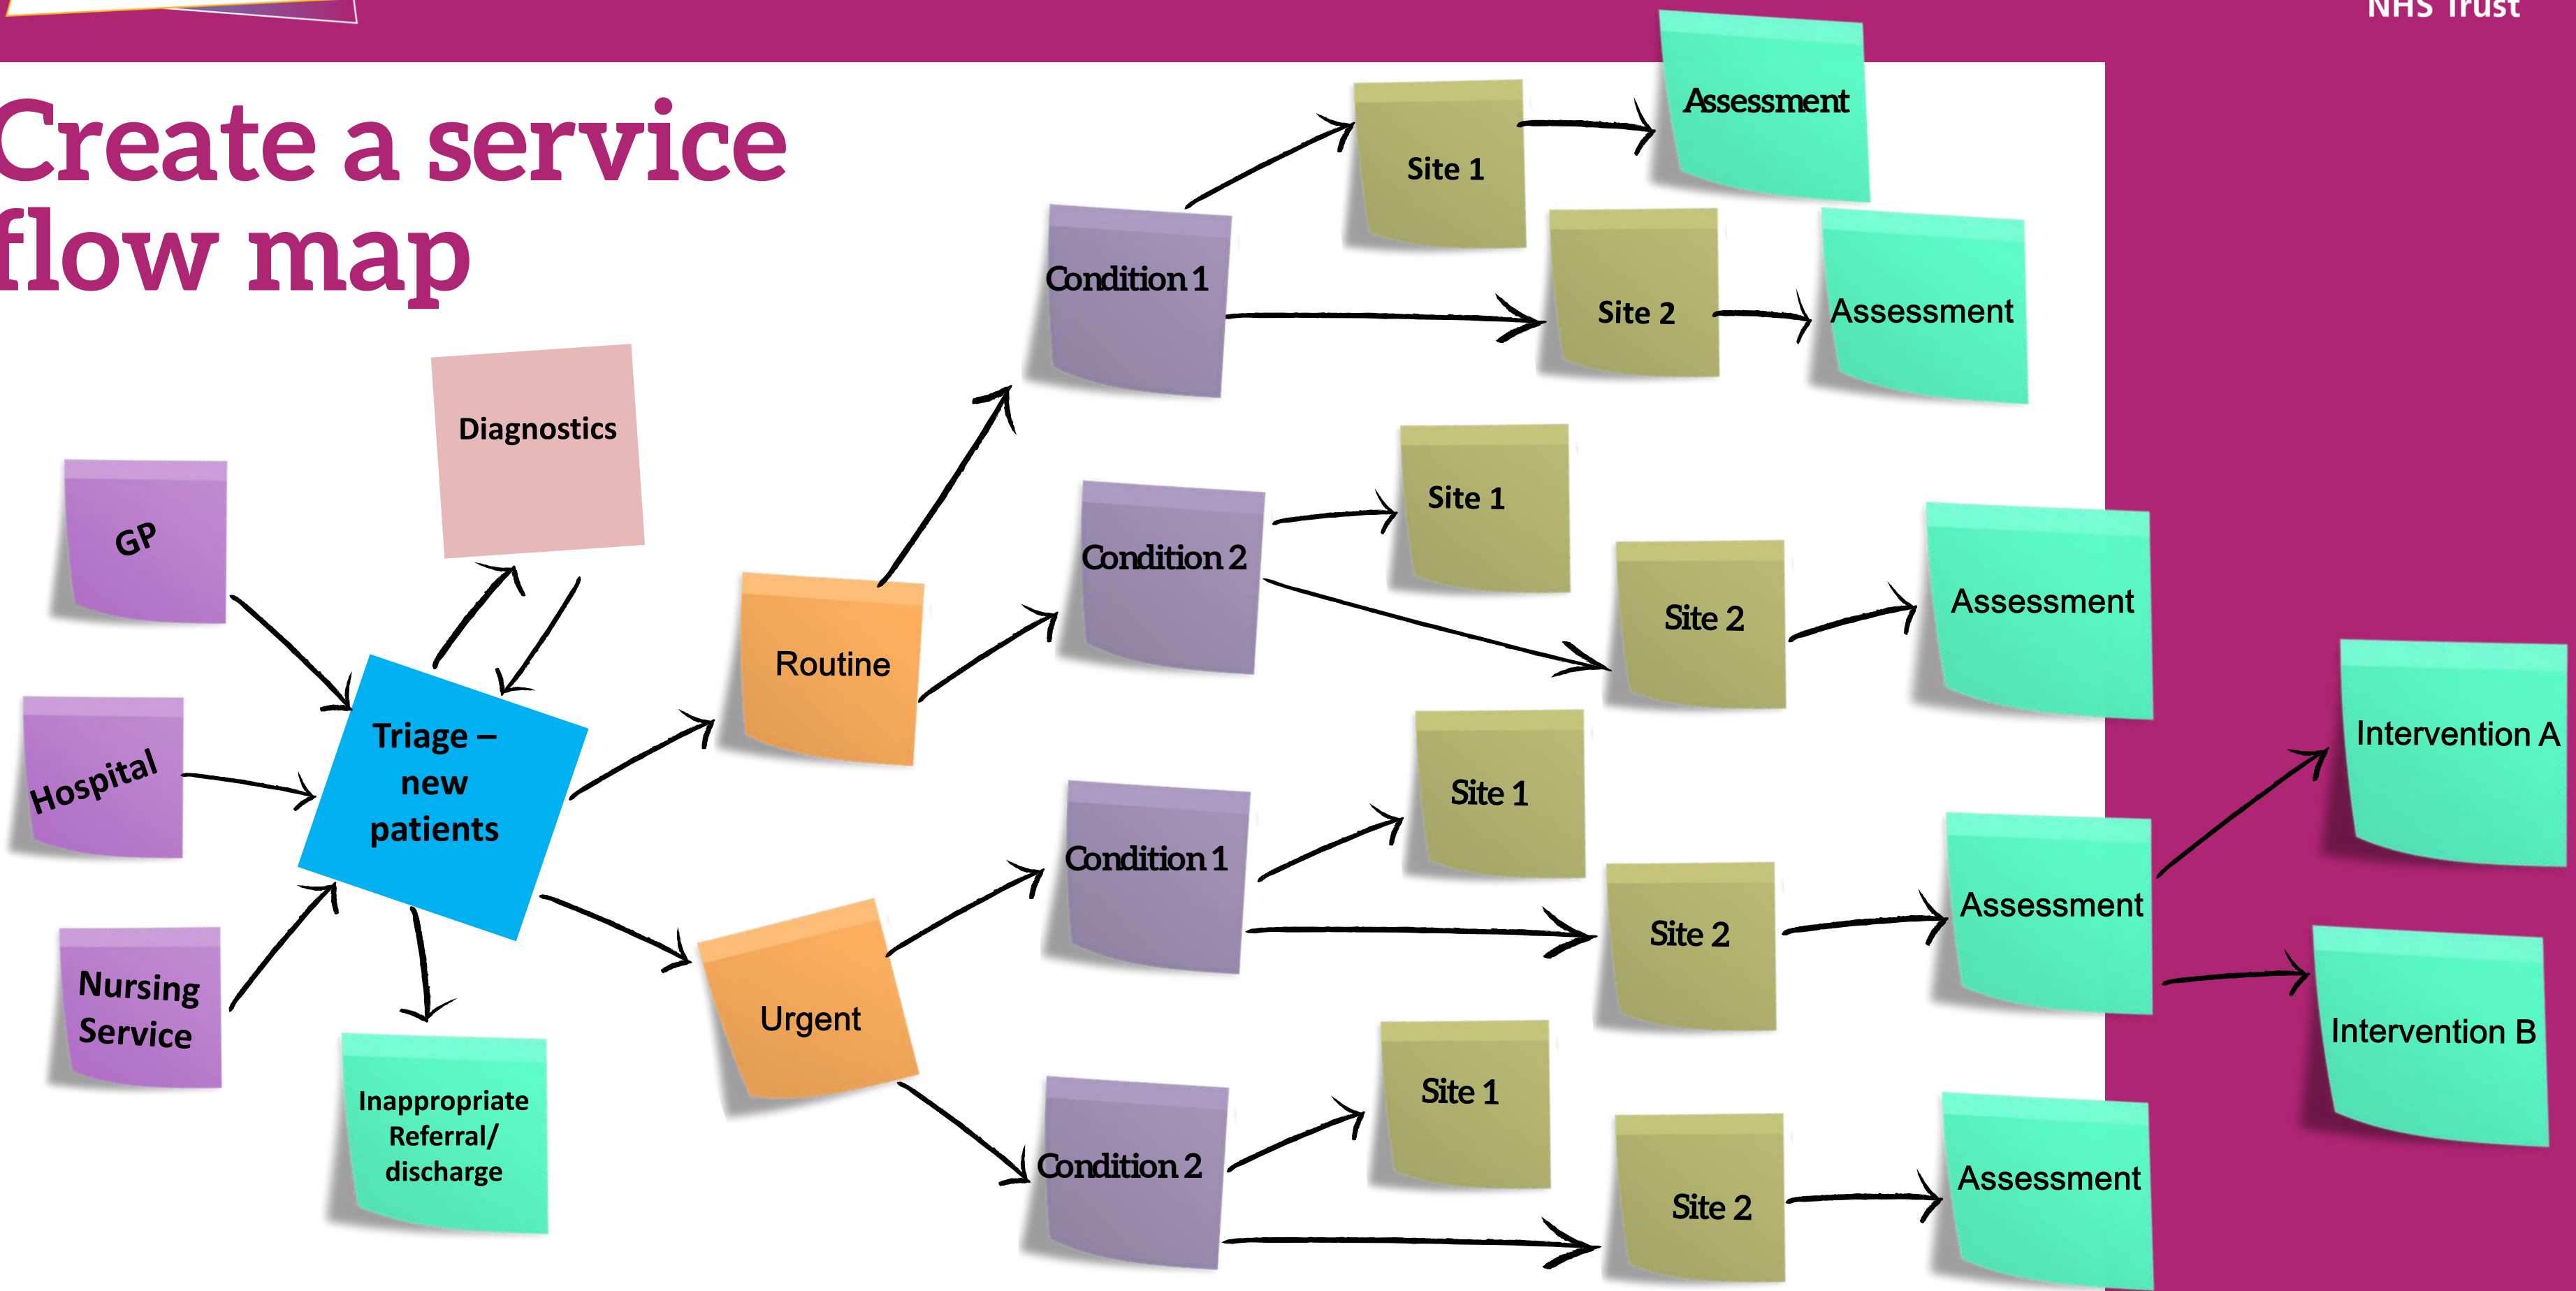 NHS Trust
Create a service
flow map
Assessment
Site 1
Condition 1
Site 2
Assessment
Diagnostics
GP
Site 1
Condition 2
Site 2
Assessment
Routine
Hospital
Triage –
new
patients
Site 1
Intervention A
Condition 1
Site 2
Assessment
Nursing
Service
Urgent
Intervention B
Inappropriate
Referral/
discharge
Site 1
Condition 2
Site 2
Assessment